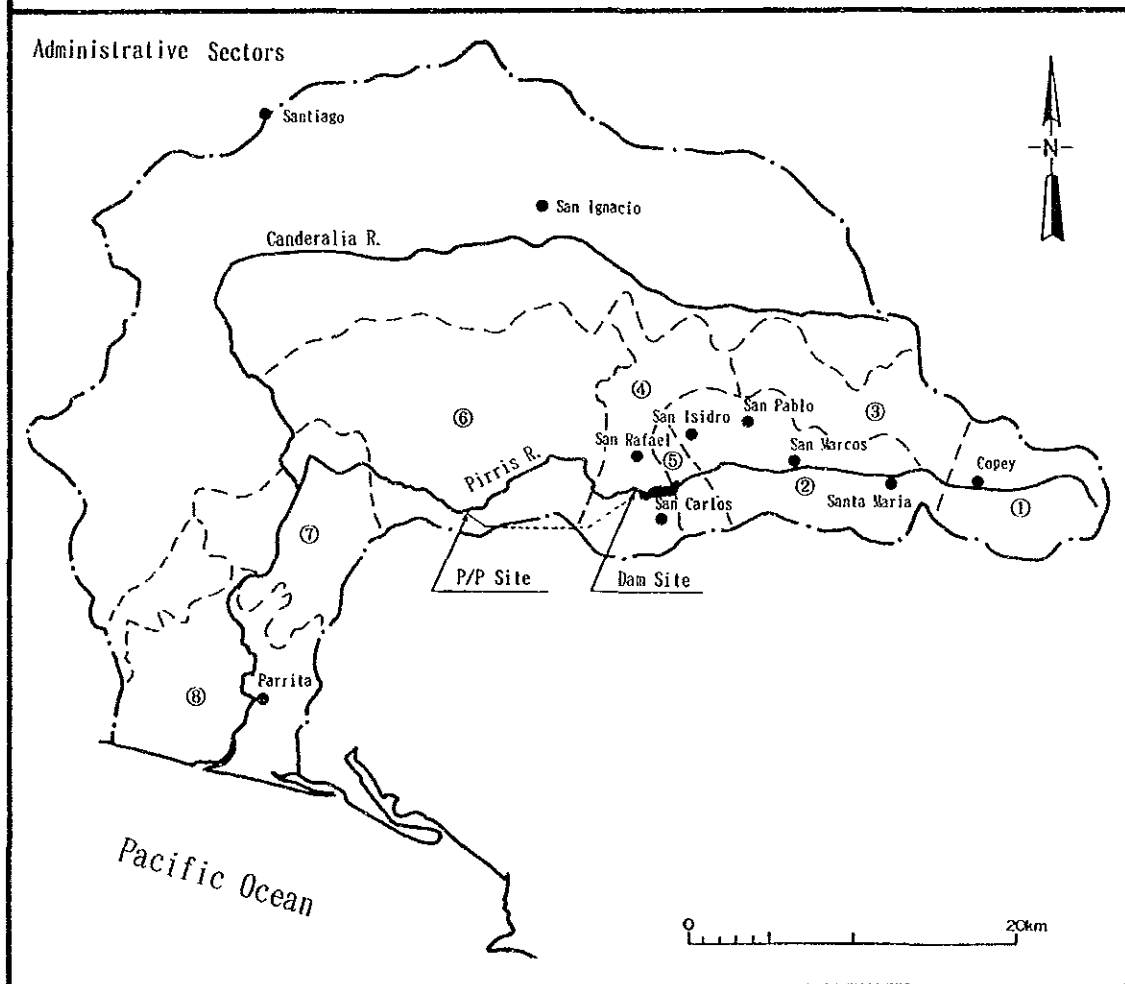 Administrative Sectors
Santiago
N
San Ignacio
Canderalia R.
④
③
⑥
San Pablo
San Isidro
San Rafael
San Marcos
⑤
Pirris R.
Copey
②
Santa Maria
①
San Carlos
⑦
P/P Site
Dam Site
⑧
Parrita
Pacific Ocean
0 20km